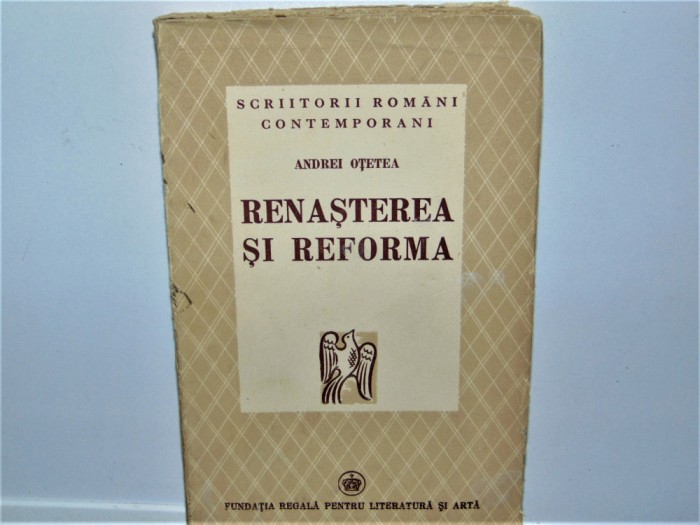 SCRIITORII ROMÂNI
CONTEMPORANI
ANDREI OȚETEA
RENAȘTEREA
ȘI REFORMA
FUNDAȚIA REGALĂ PENTRU LITERATURĂ ȘI ARTĂ